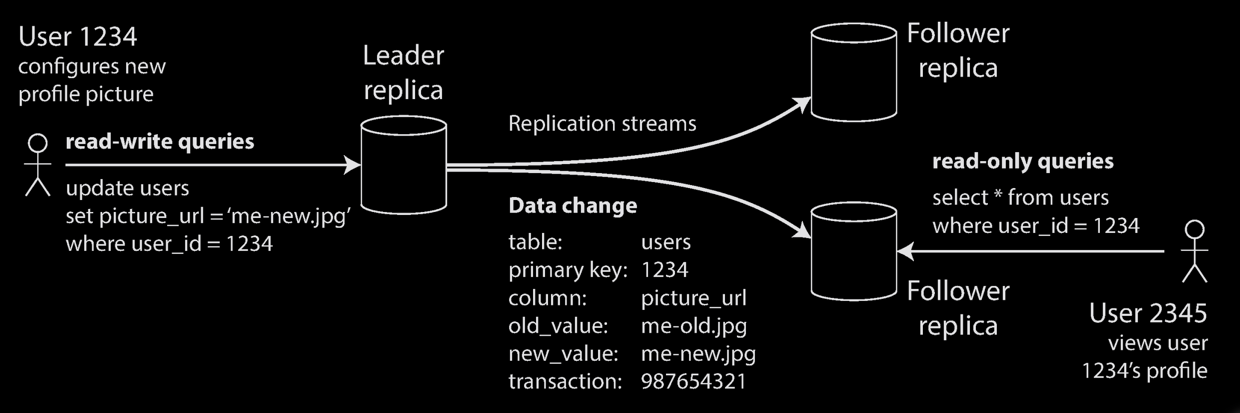 User 1234
configures new
profile picture
read-write queries
update users
set picture_url = ‘me-new.jpg’
where user_id = 1234
Leader
replica
Replication streams
Data change
table: users
primary key: 1234
column: picture_url
old_value: me-old.jpg
new_value: me-new.jpg
transaction: 987654321
Follower
replica
read-only queries
select * from users
where user_id = 1234
Follower
replica
User 2345
views user
1234’s profile